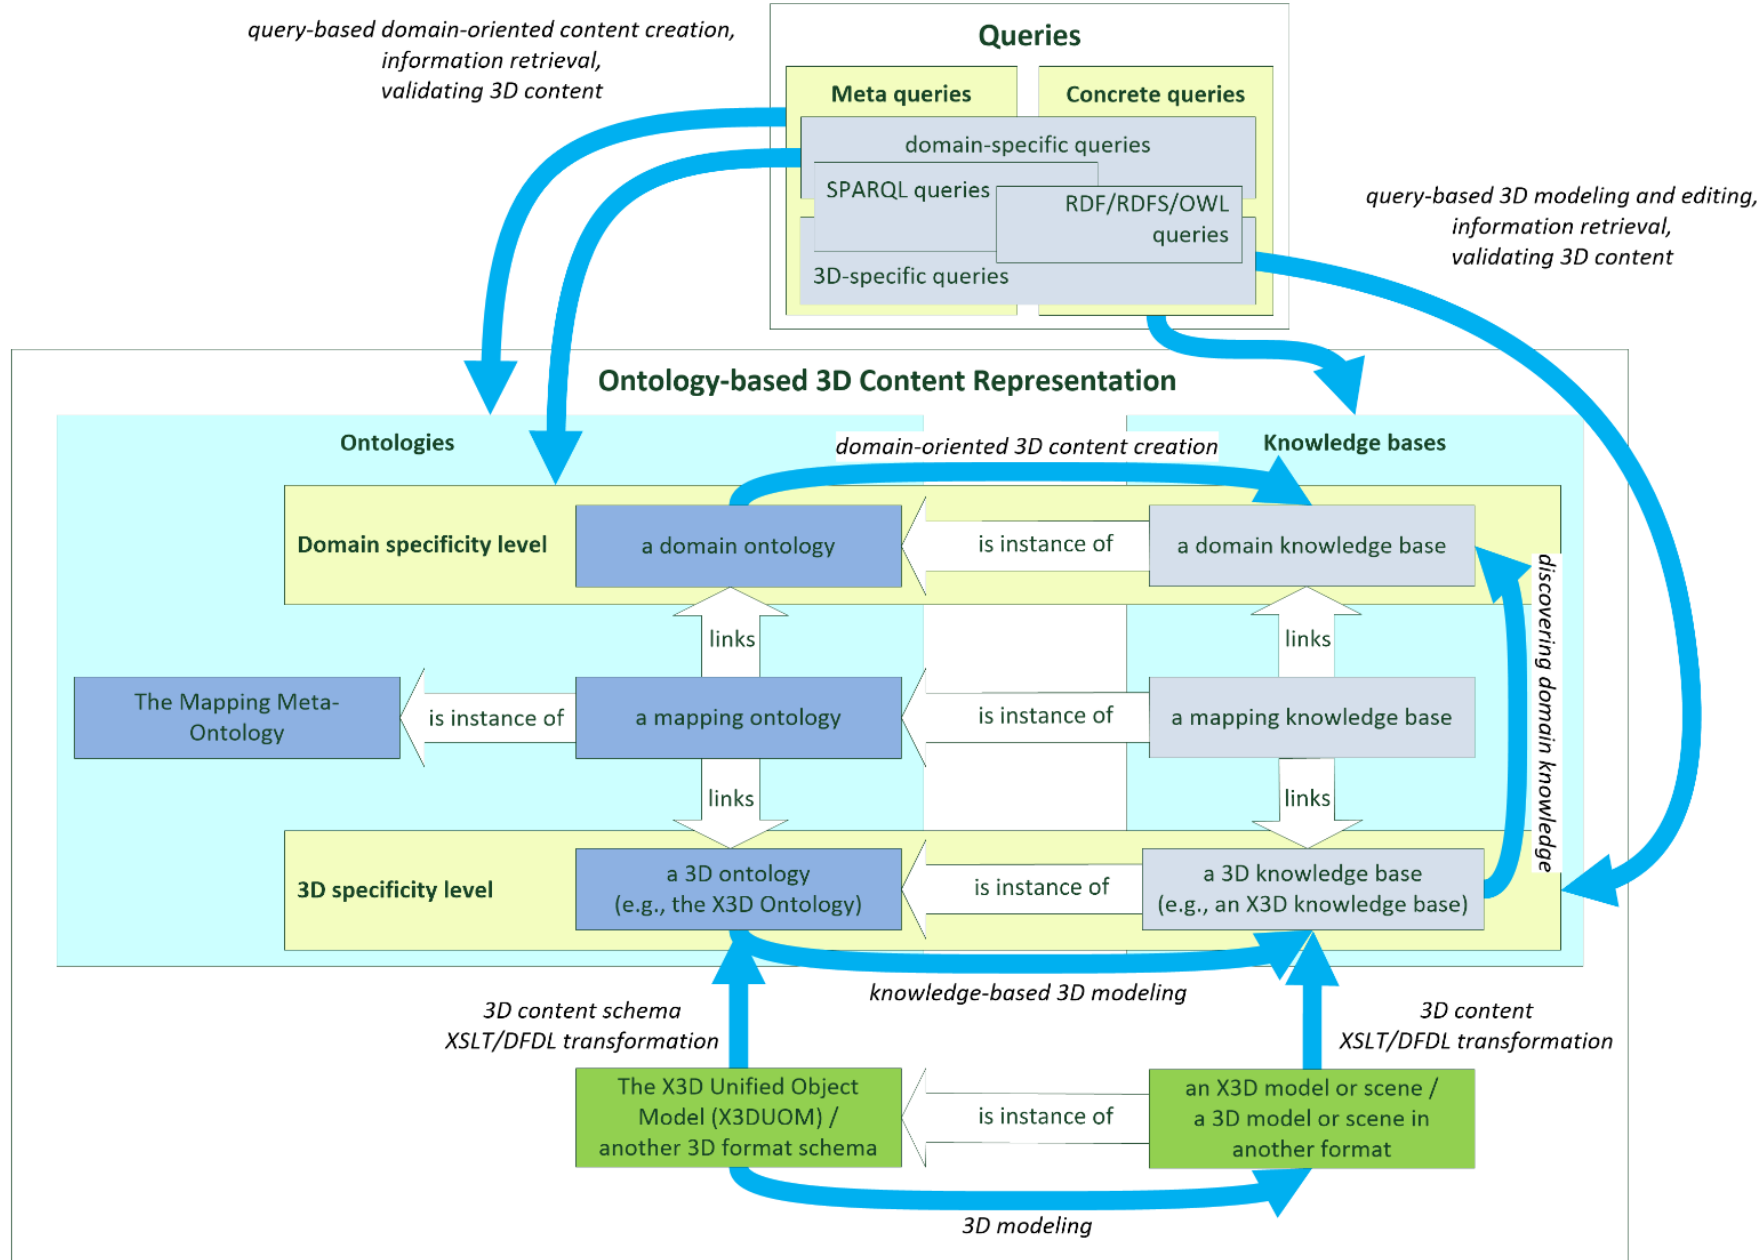 query-based domain-oriented content creation,
information retrieval,
validating 3D content
Queries
Meta queries
Concrete queries
domain-specific queries
SPARQL queries
RDF/RDFS/OWL
queries
3D-specific queries
query-based 3D modeling and editing,
information retrieval,
validating 3D content
Ontology-based 3D Content Representation
Ontologies
Knowledge bases
domain-oriented 3D content creation
Domain specificity level
a domain ontology
is instance of
a domain knowledge base
links
links
discovering domain knowledge
The Mapping Meta-
Ontology
is instance of
a mapping ontology
is instance of
a mapping knowledge base
links
links
3D specificity level
a 3D ontology
(e.g., the X3D Ontology)
is instance of
a 3D knowledge base
(e.g., an X3D knowledge base)
knowledge-based 3D modeling
3D content schema
XSLT/DFDL transformation
3D content
XSLT/DFDL transformation
The X3D Unified Object
Model (X3DUOM) /
another 3D format schema
is instance of
an X3D model or scene /
a 3D model or scene in
another format
3D modeling